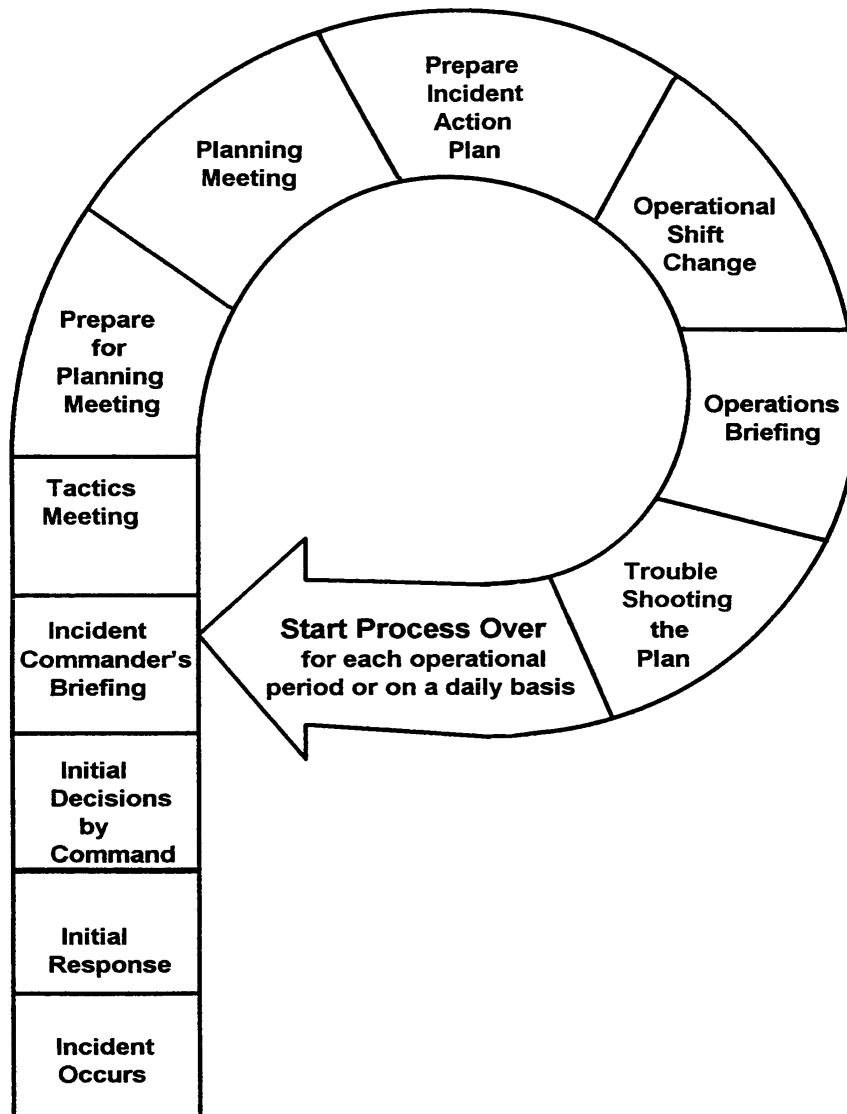 Incident
Occurs
Initial
Response
Initial
Decisions
by
Command
Incident
Commander's
Briefing
Tactics
Meeting
Prepare
for
Planning
Meeting
Planning
Meeting
Prepare
Incident
Action
Plan
Operational
Shift
Change
Operations
Briefing
Trouble
Shooting
the
Plan
Start Process Over
for each operational
period or on a daily basis